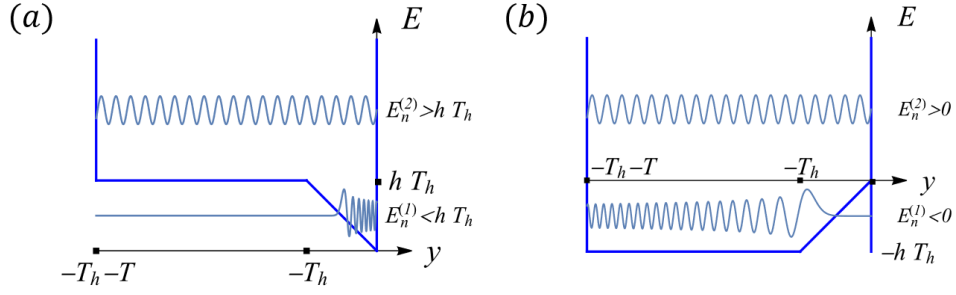 (a)
E
E_n^{(2)}>h T_h
h T_h
E_n^{(1)}<h T_h
-T_h-T
-T_h
y
(b)
E
E_n^{(2)}>0
-T_h-T
-T_h
y
E_n^{(1)}<0
-h T_h